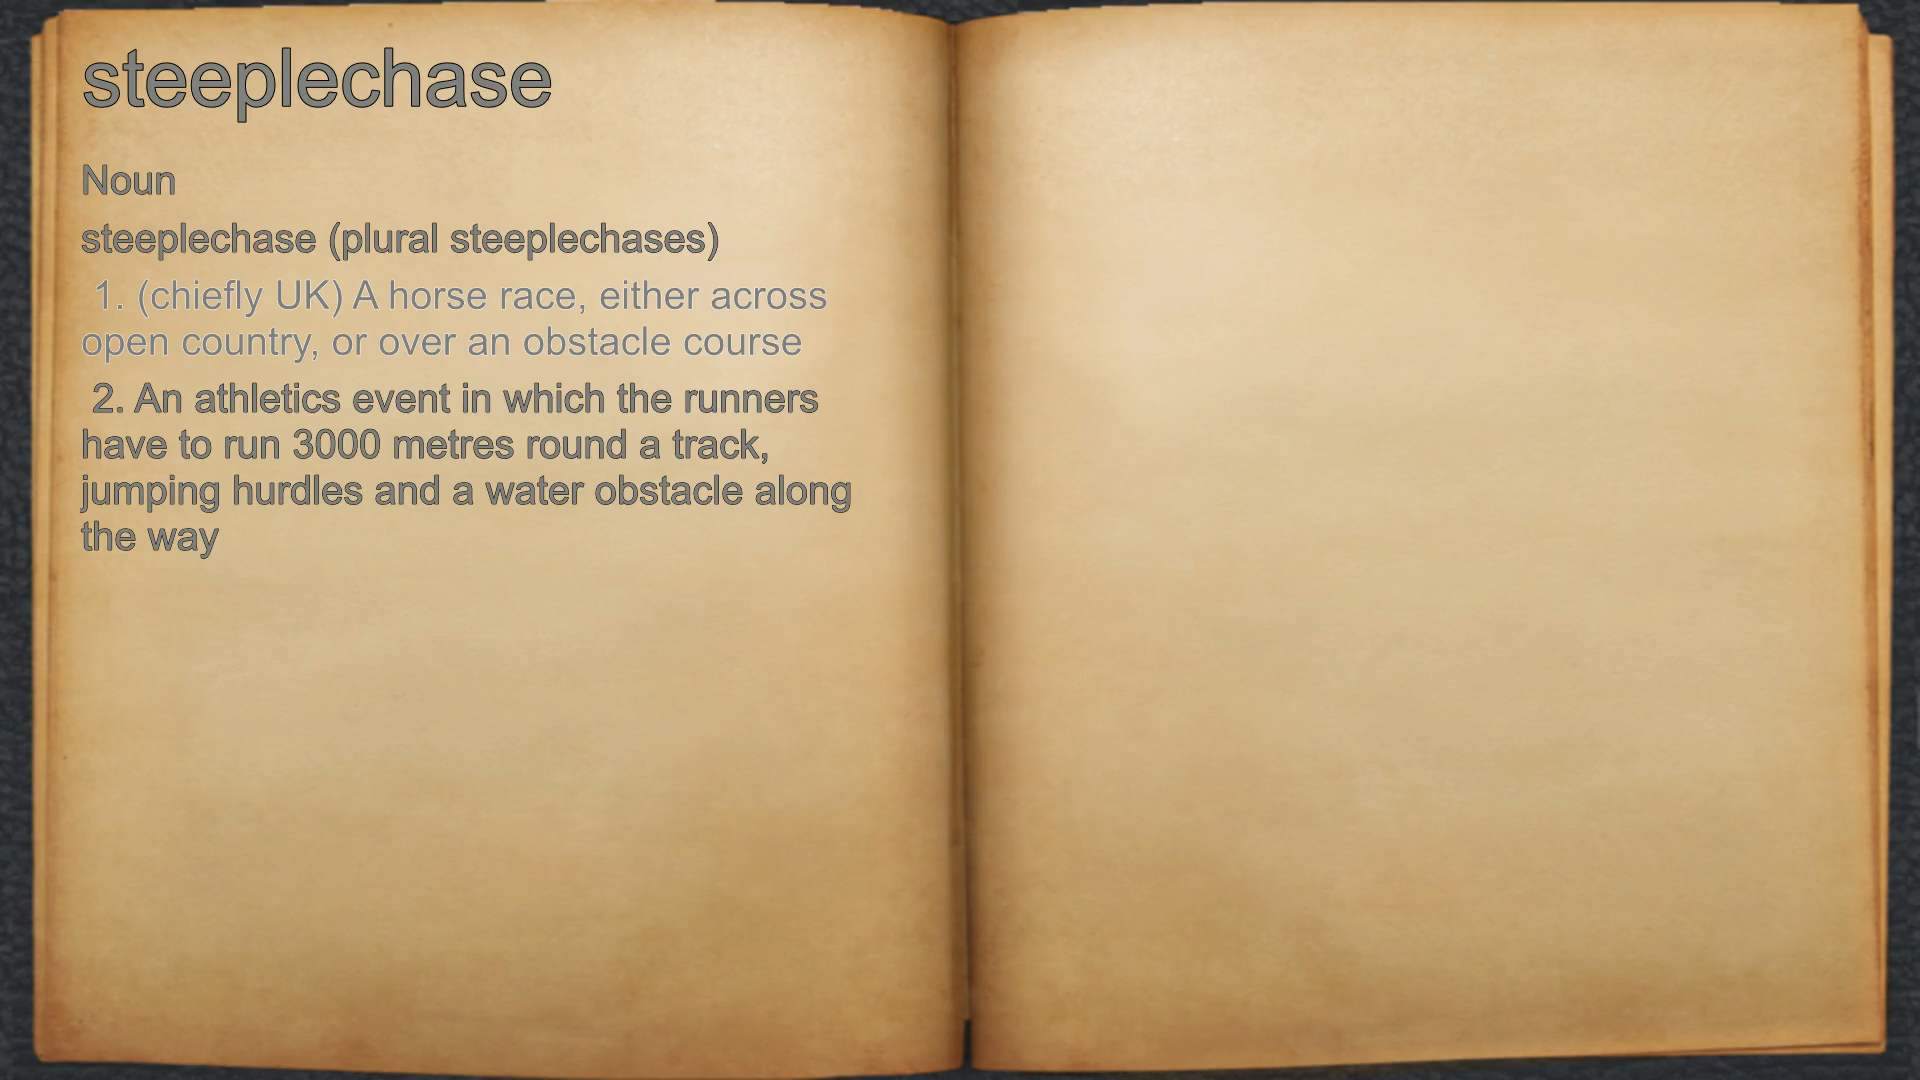 steeplechase
Noun
steeplechase (plural steeplechases)
1. (chiefly UK) A horse race, either across
open country, or over an obstacle course
2. An athletics event in which the runners
have to run 3000 metres round a track,
jumping hurdles and a water obstacle along
the way